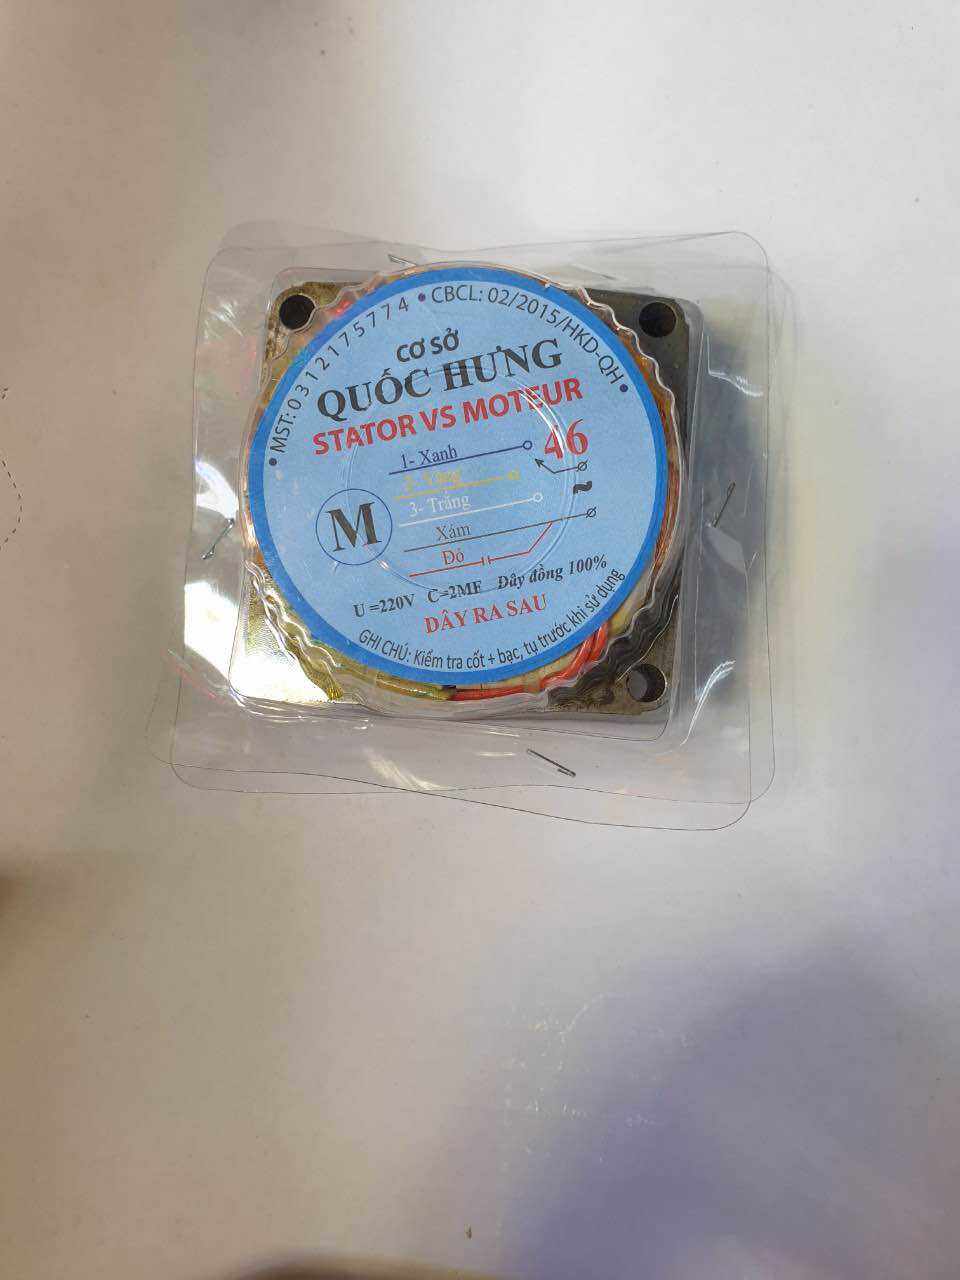 MST: 0312175774 • CBCL: 02/2015/HKD-QH
CƠ SỞ
QUỐC HƯNG
STATOR VS MOTEUR
46
1- Xanh
2- Vàng
3- Trắng
M
~
Xám
Đỏ
U =220V C=2MF Dây đồng 100%
DÂY RA SAU
GHI CHÚ: Kiểm tra cốt + bạc, tụ trước khi sử dụng